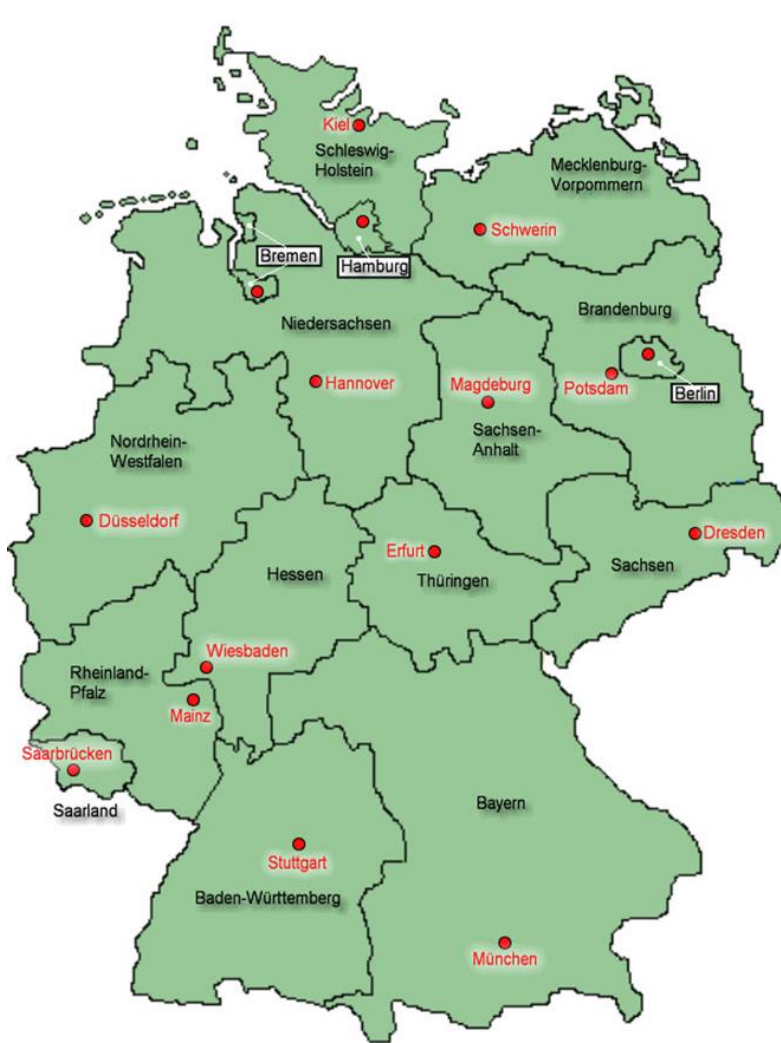 Kiel
Schleswig-
Holstein
Mecklenburg-
Vorpommern
Schwerin
Bremen
Hamburg
Brandenburg
Niedersachsen
Hannover
Magdeburg
Potsdam
Berlin
Sachsen-
Anhalt
Nordrhein-
Westfalen
Düsseldorf
Dresden
Erfurt
Sachsen
Hessen
Thüringen
Wiesbaden
Rheinland-
Pfalz
Mainz
Saarbrücken
Saarland
Bayern
Stuttgart
Baden-Württemberg
München